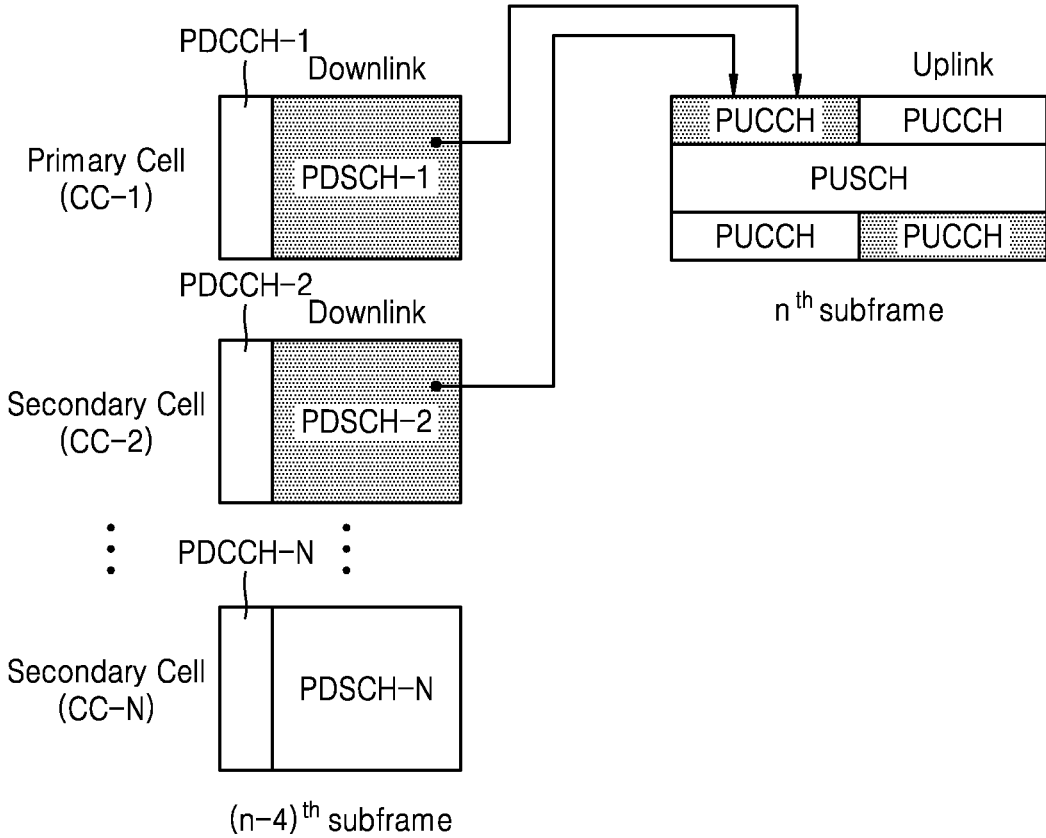 PDCCH-1
Downlink
Uplink
PUCCH
PUCCH
Primary Cell
(CC-1)
PDSCH-1
PUSCH
PUCCH
PUCCH
nth subframe
PDCCH-2
Downlink
Secondary Cell
(CC-2)
PDSCH-2
PDCCH-N
Secondary Cell
(CC-N)
PDSCH-N
(n-4)th subframe